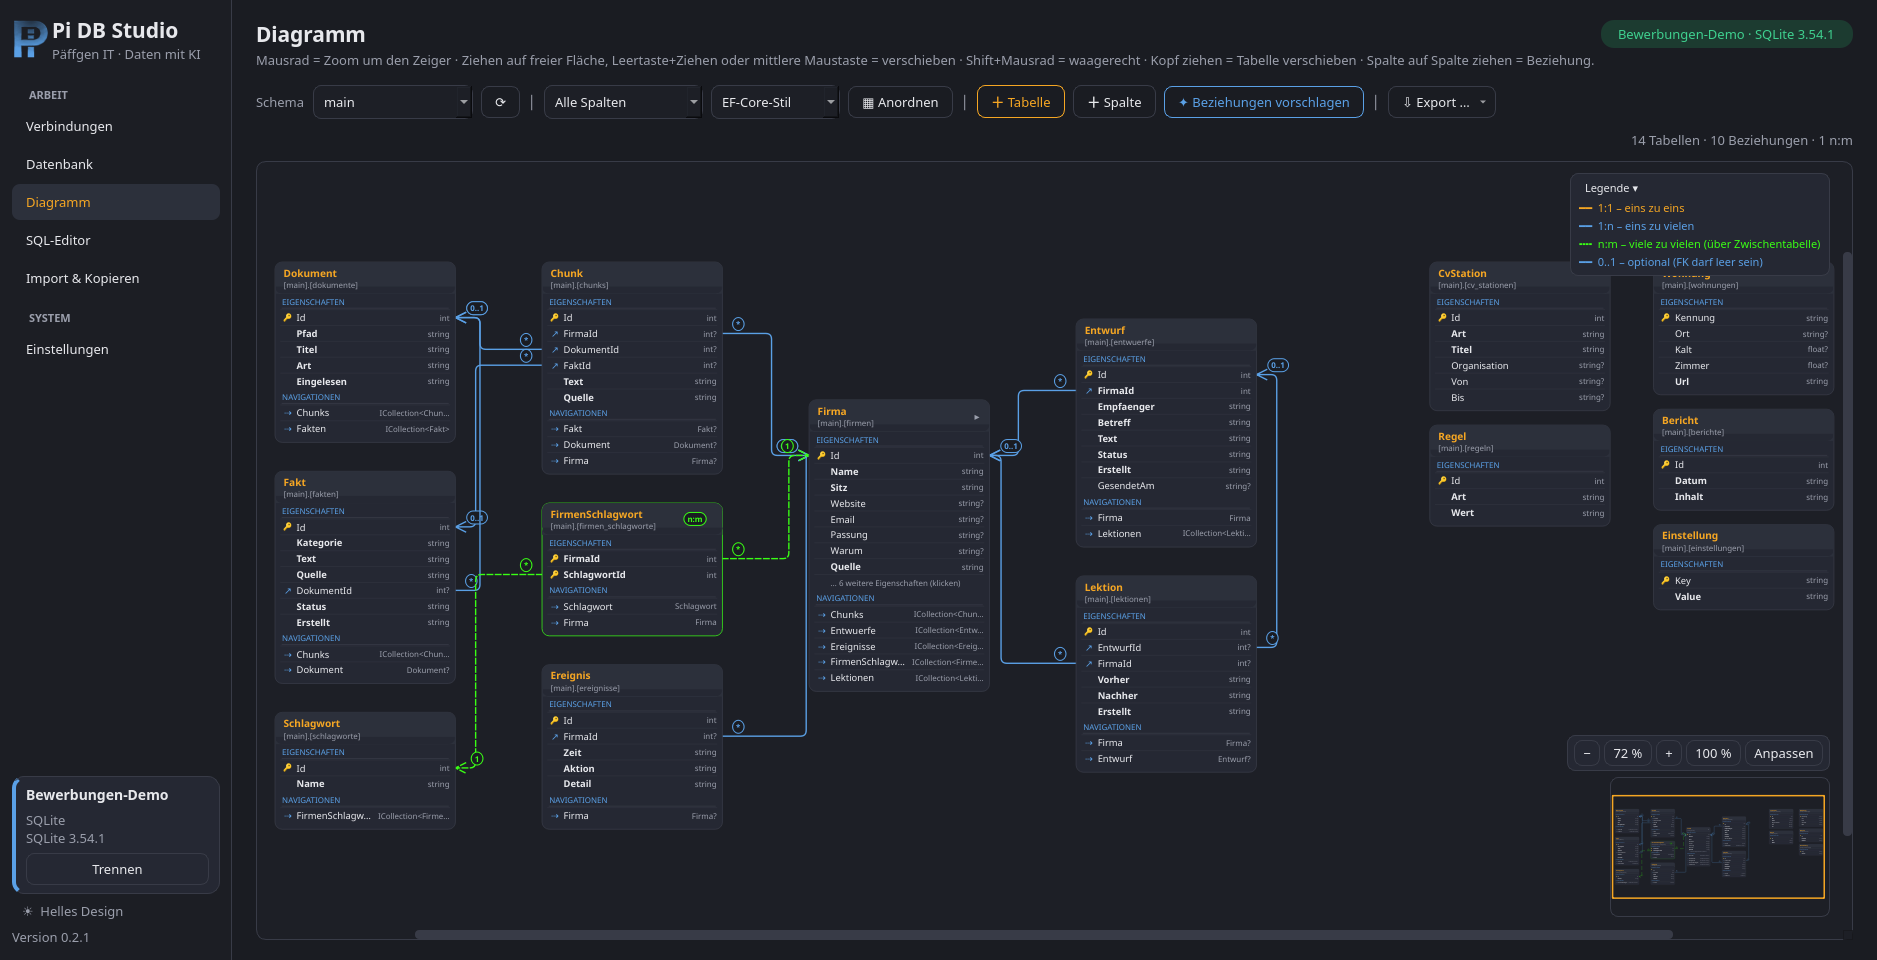 Pi DB Studio
Päffgen IT · Daten mit KI
ARBEIT
Verbindungen
Datenbank
Diagramm
SQL-Editor
Import & Kopieren
SYSTEM
Einstellungen
Bewerbungen-Demo
SQLite
SQLite 3.54.1
Trennen
☀ Helles Design
Version 0.2.1
Diagramm
Bewerbungen-Demo · SQLite 3.54.1
Mausrad = Zoom um den Zeiger · Ziehen auf freier Fläche, Leertaste+Ziehen oder mittlere Maustaste = verschieben · Shift+Mausrad = waagerecht · Kopf ziehen = Tabelle verschieben · Spalte auf Spalte ziehen = Beziehung.
Schema main ⟳ | Alle Spalten EF-Core-Stil ▦ Anordnen | + Tabelle + Spalte ✦ Beziehungen vorschlagen | ⇩ Export ...
14 Tabellen · 10 Beziehungen · 1 n:m
Legende ▾
1:1 – eins zu eins
1:n – eins zu vielen
n:m – viele zu vielen (über Zwischentabelle)
0..1 – optional (FK darf leer sein)
Dokument
[main].[dokumente]
EIGENSCHAFTEN
Id int
Pfad string
Titel string
Art string
Eingelesen string
NAVIGATIONEN
→ Chunks ICollection<Chun...
→ Fakten ICollection<Fakt>
0..1
Fakt
[main].[fakten]
EIGENSCHAFTEN
Id int
Kategorie string
Text string
Quelle string
↗ DokumentId int?
Status string
Erstellt string
NAVIGATIONEN
→ Chunks ICollection<Chun...
→ Dokument Dokument?
0..1
*
Schlagwort
[main].[schlagworte]
EIGENSCHAFTEN
Id int
Name string
NAVIGATIONEN
→ FirmenSchlagw... ICollection<Firme...
1
Chunk
[main].[chunks]
EIGENSCHAFTEN
Id int
↗ FirmaId int?
↗ DokumentId int?
↗ FaktId int?
Text string
Quelle string
NAVIGATIONEN
→ Fakt Fakt?
→ Dokument Dokument?
→ Firma Firma?
*
*
*
FirmenSchlagwort
[main].[firmen_schlagworte]
n:m
EIGENSCHAFTEN
FirmaId int
SchlagwortId int
NAVIGATIONEN
→ Schlagwort Schlagwort
→ Firma Firma
*
*
Ereignis
[main].[ereignisse]
EIGENSCHAFTEN
Id int
↗ FirmaId int?
Zeit string
Aktion string
Detail string
NAVIGATIONEN
→ Firma Firma?
*
1
Firma
[main].[firmen]
EIGENSCHAFTEN
Id int
Name string
Sitz string
Website string?
Email string?
Passung string?
Warum string?
Quelle string
... 6 weitere Eigenschaften (klicken)
NAVIGATIONEN
→ Chunks ICollection<Chun...
→ Entwuerfe ICollection<Entw...
→ Ereignisse ICollection<Ereig...
→ FirmenSchlagw... ICollection<Firme...
→ Lektionen ICollection<Lekti...
0..1
Entwurf
[main].[entwuerfe]
EIGENSCHAFTEN
Id int
↗ FirmaId int
Empfaenger string
Betreff string
Text string
Status string
Erstellt string
GesendetAm string?
NAVIGATIONEN
→ Firma Firma
→ Lektionen ICollection<Lekti...
*
0..1
Lektion
[main].[lektionen]
EIGENSCHAFTEN
Id int
↗ EntwurfId int?
↗ FirmaId int?
Vorher string
Nachher string
Erstellt string
NAVIGATIONEN
→ Firma Firma?
→ Entwurf Entwurf?
*
*
CvStation
[main].[cv_stationen]
EIGENSCHAFTEN
Id int
Art string
Titel string
Organisation string?
Von string?
Bis string?
Regel
[main].[regeln]
EIGENSCHAFTEN
Id int
Art string
Wert string
Wohnung
[main].[wohnungen]
EIGENSCHAFTEN
Kennung string
Ort string?
Kalt float?
Zimmer float?
Url string
Bericht
[main].[berichte]
EIGENSCHAFTEN
Id int
Datum string
Inhalt string
Einstellung
[main].[einstellungen]
EIGENSCHAFTEN
Key string
Value string
− 72 % + 100 % Anpassen